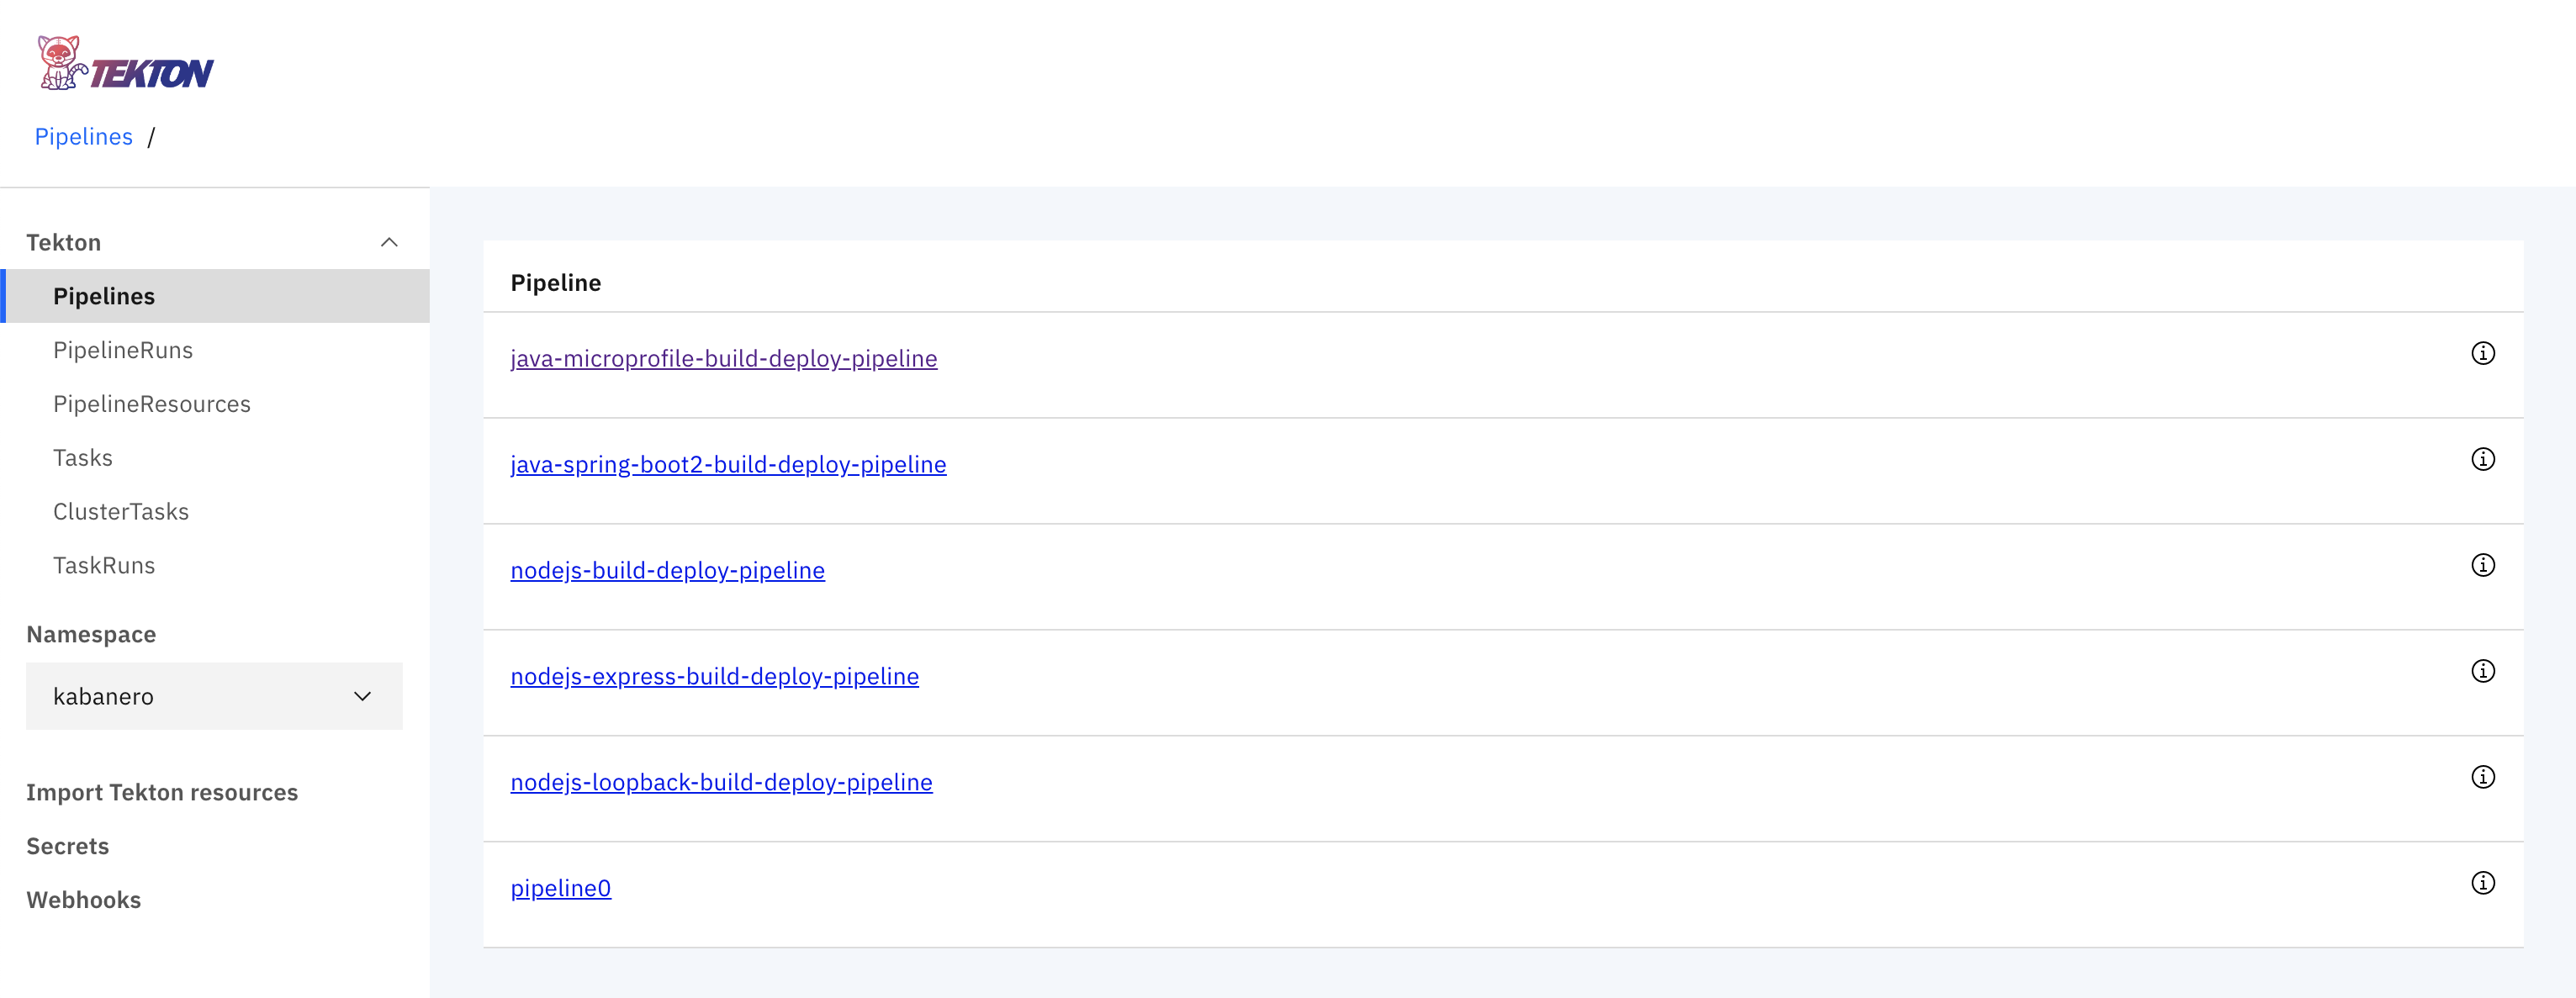 TEKTON
Pipelines /
Tekton
Pipelines
PipelineRuns
PipelineResources
Tasks
ClusterTasks
TaskRuns
Namespace
kabanero
Import Tekton resources
Secrets
Webhooks
Pipeline
java-microprofile-build-deploy-pipeline
java-spring-boot2-build-deploy-pipeline
nodejs-build-deploy-pipeline
nodejs-express-build-deploy-pipeline
nodejs-loopback-build-deploy-pipeline
pipeline0